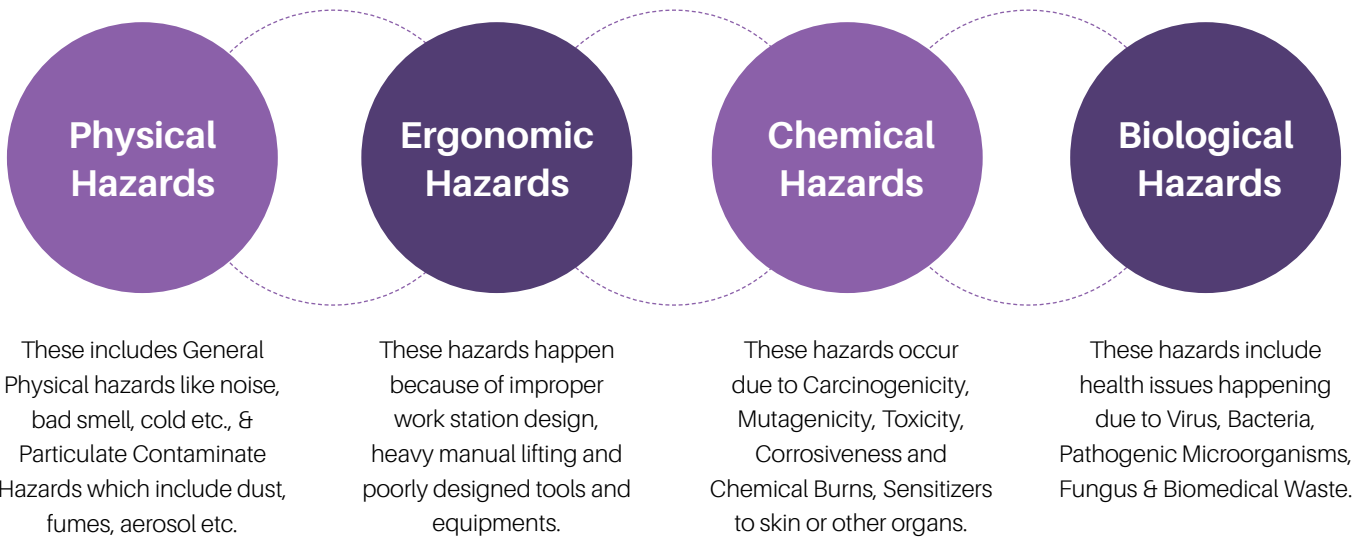 Physical
Hazards
These includes General
Physical hazards like noise,
bad smell, cold etc., &
Particulate Contaminate
Hazards which include dust,
fumes, aerosol etc.
Ergonomic
Hazards
These hazards happen
because of improper
work station design,
heavy manual lifting and
poorly designed tools and
equipments.
Chemical
Hazards
These hazards occur
due to Carcinogenicity,
Mutagenicity, Toxicity,
Corrosiveness and
Chemical Burns, Sensitizers
to skin or other organs.
Biological
Hazards
These hazards include
health issues happening
due to Virus, Bacteria,
Pathogenic Microorganisms,
Fungus & Biomedical Waste.